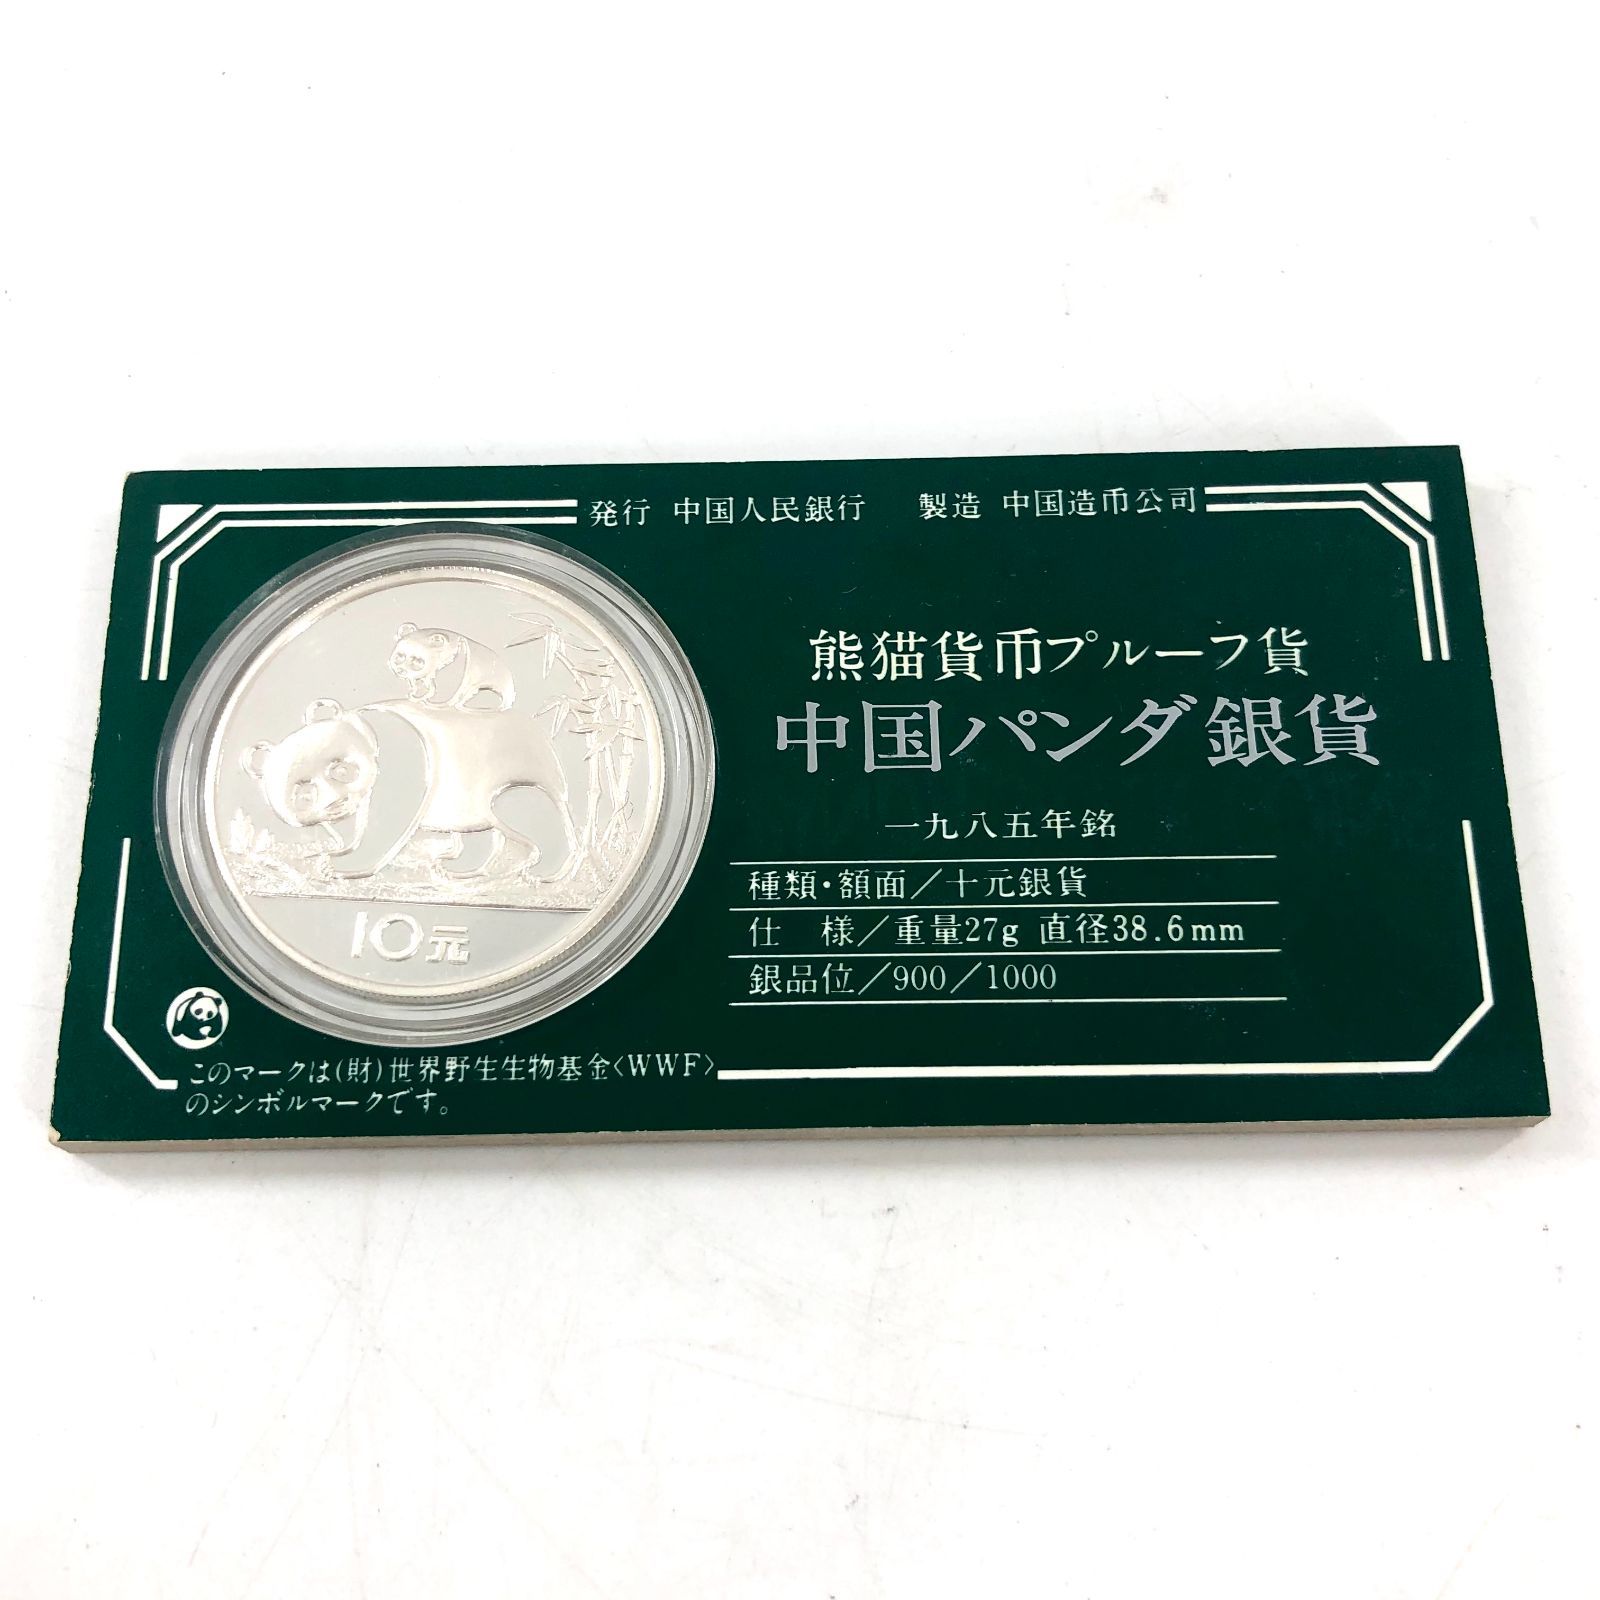 発行 中国人民銀行 製造 中国造币公司
熊猫貨币プルーフ貨
中国パンダ銀貨
一九八五年銘
種類・額面／十元銀貨
仕 様／重量27g 直径38.6mm
銀品位／900／1000
10元
このマークは(財)世界野生生物基金〈WWF〉
のシンボルマークです。